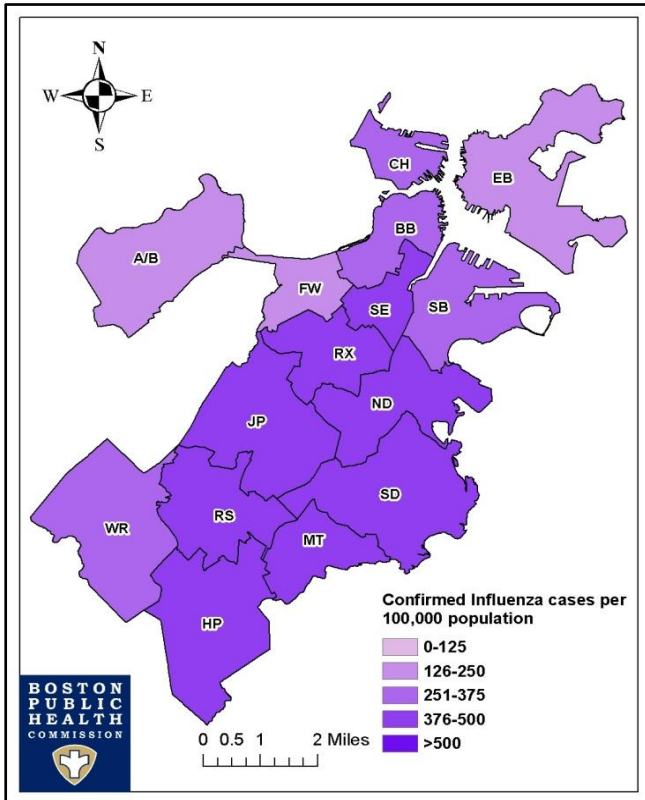 N
W E
S
CH
EB
BB
A/B
FW
SE
SB
RX
ND
JP
SD
WR
RS
MT
HP
Confirmed Influenza cases per
100,000 population
0-125
126-250
251-375
376-500
>500
BOSTON
PUBLIC
HEALTH
COMMISSION
0 0.5 1 2 Miles